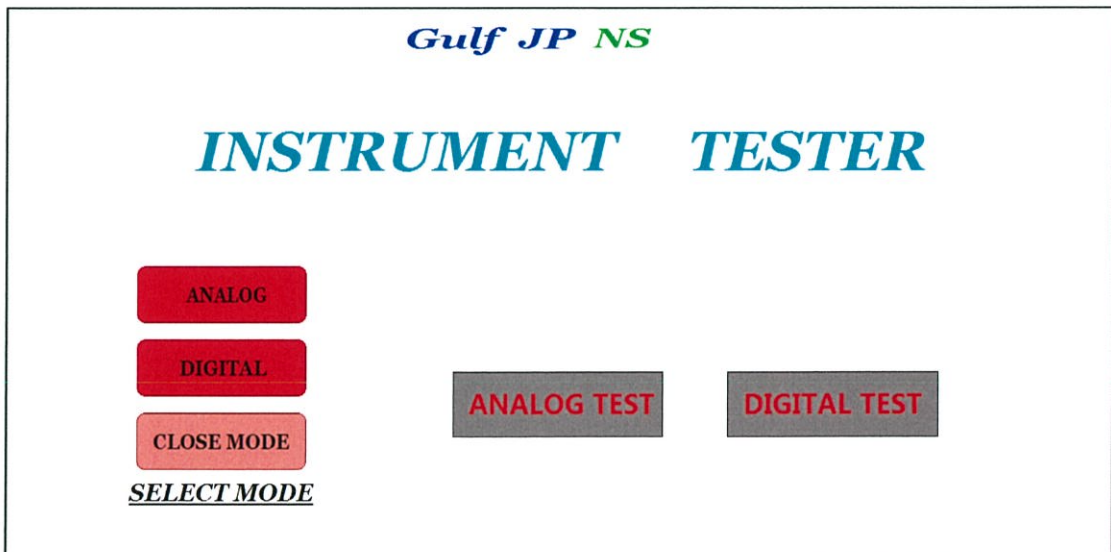 Gulf JP NS
INSTRUMENT TESTER
ANALOG
DIGITAL
CLOSE MODE
SELECT MODE
ANALOG TEST
DIGITAL TEST